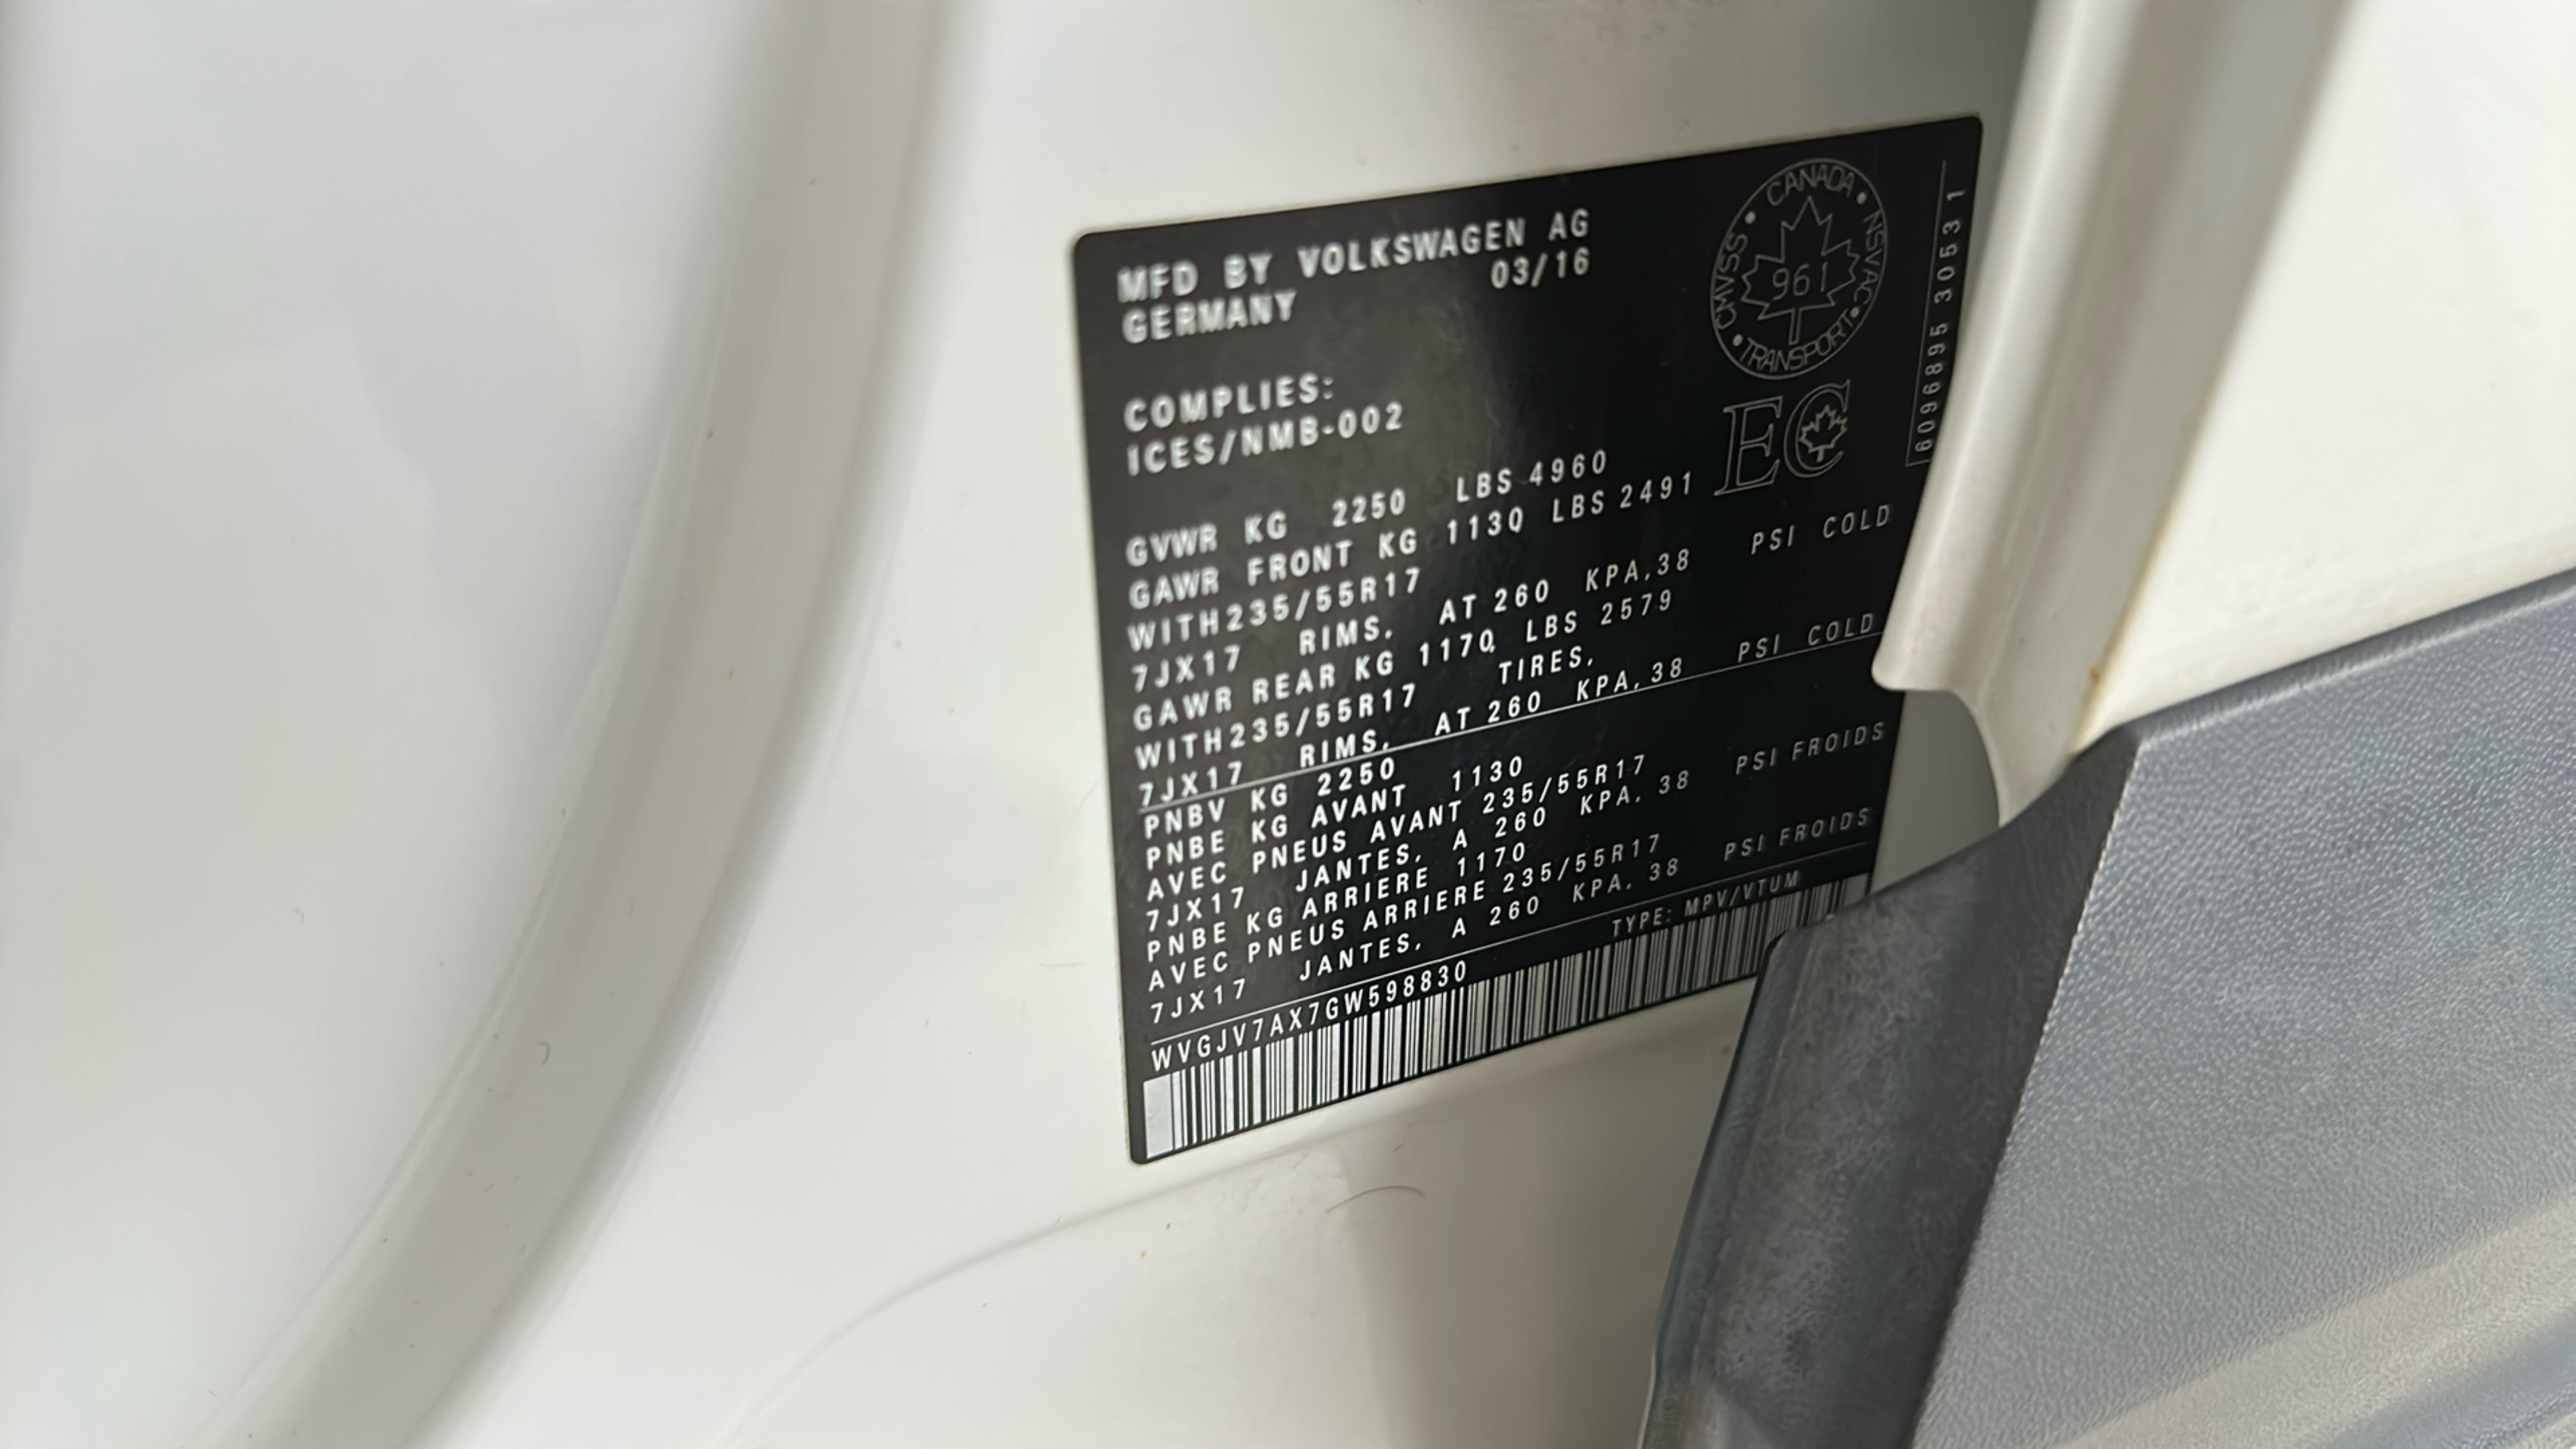 MFD BY VOLKSWAGEN AG
GERMANY 03/16
CANADA • NSVAC • TRANSPORT • CMVSS •
961
6096895 30531
COMPLIES:
ICES/NMB-002
EC
GVWR KG 2250 LBS 4960
GAWR FRONT KG 1130 LBS 2491
WITH235/55R17
7JX17 RIMS, AT 260 KPA,38 PSI COLD
GAWR REAR KG 1170, LBS 2579
WITH235/55R17 TIRES,
7JX17 RIMS, AT 260 KPA,38 PSI COLD
PNBV KG 2250
PNBE KG AVANT 1130
AVEC PNEUS AVANT 235/55R17
7JX17 JANTES, A 260 KPA, 38 PSI FROIDS
PNBE KG ARRIERE 1170
AVEC PNEUS ARRIERE 235/55R17
7JX17 JANTES, A 260 KPA, 38 PSI FROIDS
WVGJV7AX7GW598830 TYPE: MPV/VTUM